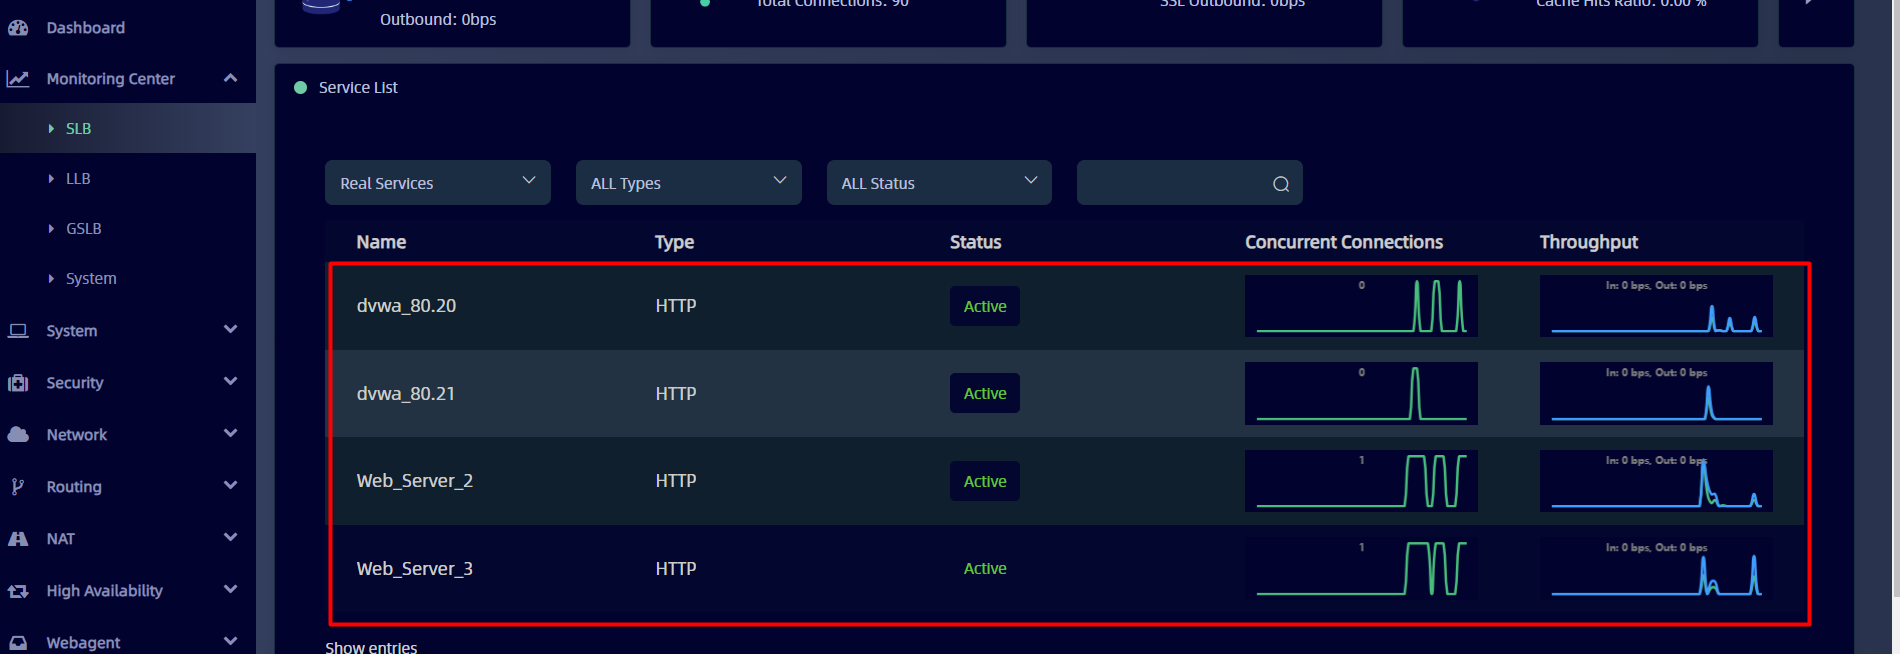 Outbound: 0bps
Total Connections: 90
SSL Outbound: 0bps
Cache Hits Ratio: 0.00 %
Dashboard
Monitoring Center
SLB
LLB
GSLB
System
System
Security
Network
Routing
NAT
High Availability
Webagent
Service List
Real Services
ALL Types
ALL Status
Name Type Status Concurrent Connections Throughput
dvwa_80.20 HTTP Active 0 In: 0 bps, Out: 0 bps
dvwa_80.21 HTTP Active 0 In: 0 bps, Out: 0 bps
Web_Server_2 HTTP Active 1 In: 0 bps, Out: 0 bps
Web_Server_3 HTTP Active 1 In: 0 bps, Out: 0 bps
Show entries